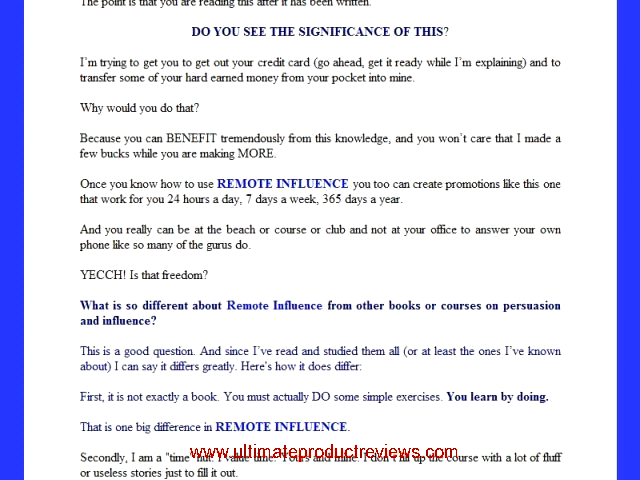 The point is that you are reading this after it has been written.
DO YOU SEE THE SIGNIFICANCE OF THIS?
I'm trying to get you to get out your credit card (go ahead, get it ready while I'm explaining) and to
transfer some of your hard earned money from your pocket into mine.
Why would you do that?
Because you can BENEFIT tremendously from this knowledge, and you won't care that I made a
few bucks while you are making MORE.
Once you know how to use REMOTE INFLUENCE you too can create promotions like this one
that work for you 24 hours a day, 7 days a week, 365 days a year.
And you really can be at the beach or course or club and not at your office to answer your own
phone like so many of the gurus do.
YECCH! Is that freedom?
What is so different about Remote Influence from other books or courses on persuasion
and influence?
This is a good question. And since I've read and studied them all (or at least the ones I've known
about) I can say it differs greatly. Here's how it does differ:
First, it is not exactly a book. You must actually DO some simple exercises. You learn by doing.
That is one big difference in REMOTE INFLUENCE.
Secondly, I am a "time" nut. I value time. Yours and mine. I don't fill up the course with a lot of fluff
www.ultimateproductreviews.com
or useless stories just to fill it out.